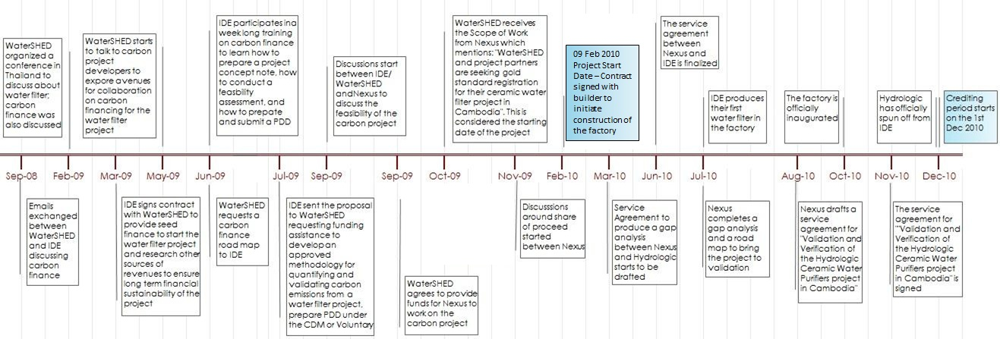 WaterSHED
organized a
conference in
Thailand to
discuss about
water filter;
carbon
finance was
also discussed
WaterSHED starts
to talk to carbon
project
developers to
expore avenues
for collaboration
on carbon
financing for the
water filter
project
IDE participates in a
week long training
on carbon finance
to learn how to
prepare a project
concept note, how
to conduct a
feasibility
assessment, and
how to prepate
and submit a PDD
Discussions start
between IDE/
WaterSHED
and Nexus to
discuss the
feasibility of the
carbon project
WaterSHED receives
the Scope of Work
from Nexus which
mentions: "WaterSHED
and project partners
are seeking gold
standard registration
for their ceramic water
filter project in
Cambodia". This is
considered the starting
date of the project
09 Feb 2010
Project Start
Date – Contract
signed with
builder to
initiate
construction of
the factory
The service
agreement
between
Nexus and
IDE is finalized
IDE produces
their first
water filter in
the factory
The factory is
officially
inaugurated
Hydrologic
has officially
spun off from
IDE
Crediting
period starts
on the 1st
Dec 2010
Sep-08 Feb-09 Mar-09 May-09 Jun-09 Jul-09 Sep-09 Sep-09 Oct-09 Nov-09 Feb-10 Mar-10 Jun-10 Jul-10 Aug-10 Oct-10 Nov-10 Dec-10
Emails
exchanged
between
WaterSHED
and IDE
discussing
carbon
finance
IDE signs contract
with WaterSHED to
provide seed
finance to start the
water filter project
and research other
sources of
revenues to ensure
long term financial
sustainability of the
project
WaterSHED
requests a
carbon
finance
road map
to IDE
IDE sent the proposal
to WaterSHED
requesting funding
assistance to
develop an
approved
methodology for
quantifying and
validating carbon
emissions from a
water filter project,
prepare PDD under
the CDM or Voluntary
WaterSHED
agrees to provide
funds for Nexus to
work on the
carbon project
Discusssions
around share
of proceed
started
between Nexus
Service
Agreement to
produce a gap
analysis
between Nexus
and Hydrologic
starts to be
drafted
Nexus
completes a
gap analysis
and a road
map to bring
the project to
validation
Nexus drafts a
service
agreement for
"Validation and
Verification of
the Hydrologic
Ceramic Water
Purifiers project
in Cambodia"
The service
agreement for
""Validation and
Verification of
the Hydrologic
Ceramic Water
Purifiers project
in Cambodia" is
signed